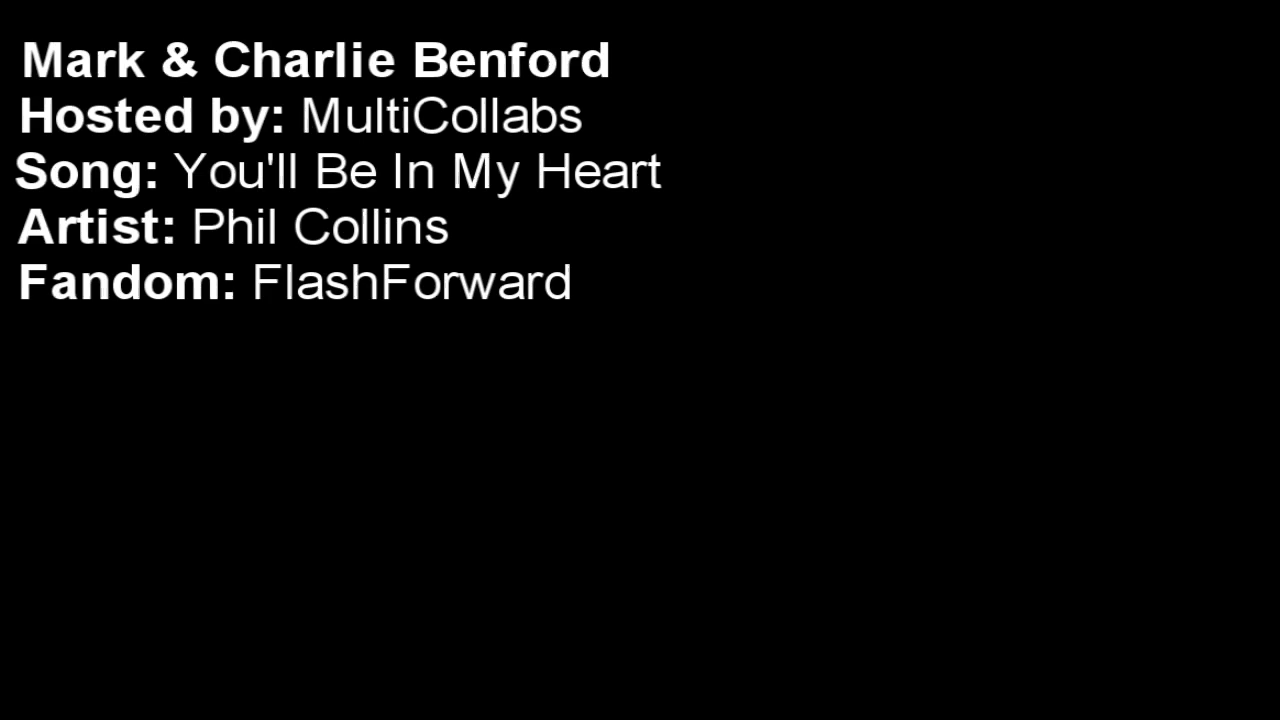 Mark & Charlie Benford
Hosted by: MultiCollabs
Song: You'll Be In My Heart
Artist: Phil Collins
Fandom: FlashForward